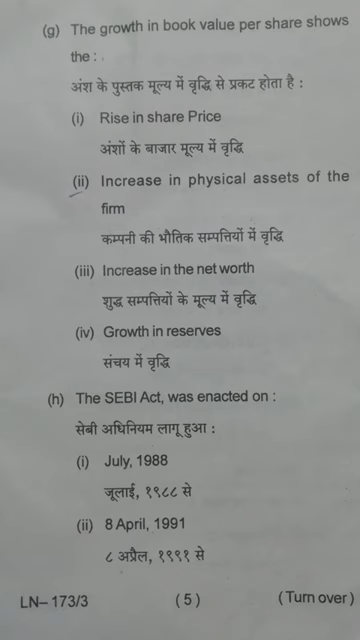 (g) The growth in book value per share shows
the :
अंश के पुस्तक मूल्य में वृद्धि से प्रकट होता है :
(i) Rise in share Price
अंशों के बाजार मूल्य में वृद्धि
(ii) Increase in physical assets of the
firm
कम्पनी की भौतिक सम्पत्तियों में वृद्धि
(iii) Increase in the net worth
शुद्ध सम्पत्तियों के मूल्य में वृद्धि
(iv) Growth in reserves
संचय में वृद्धि
(h) The SEBI Act, was enacted on :
सेबी अधिनियम लागू हुआ :
(i) July, 1988
जूलाई, १९८८ से
(ii) 8 April, 1991
८ अप्रैल, १९९१ से
LN–173/3 (5) (Turn over)